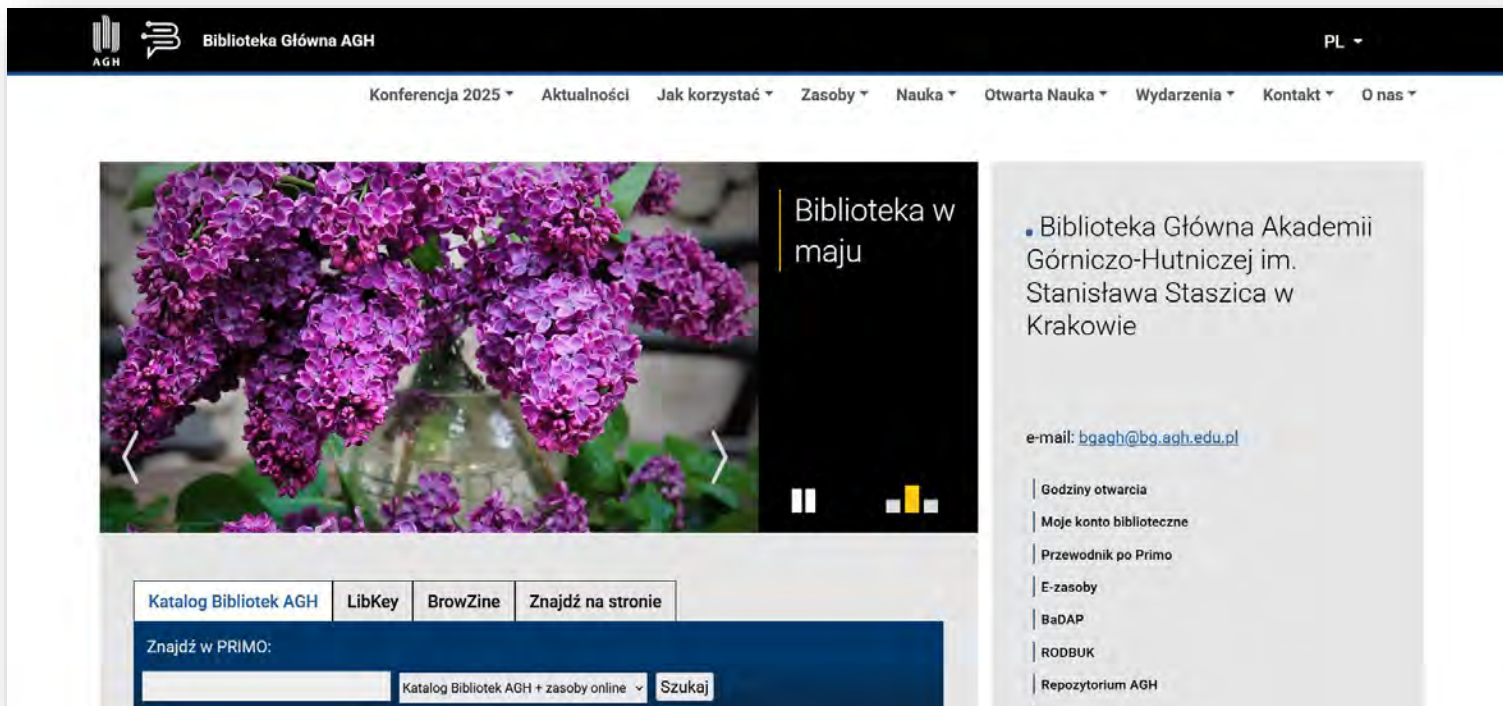 AGH
Biblioteka Główna AGH
PL
Konferencja 2025 Aktualności Jak korzystać Zasoby Nauka Otwarta Nauka Wydarzenia Kontakt O nas
Biblioteka w
maju
Biblioteka Główna Akademii
Górniczo-Hutniczej im.
Stanisława Staszica w
Krakowie
e-mail: bgagh@bg.agh.edu.pl
Godziny otwarcia
Moje konto biblioteczne
Przewodnik po Primo
E-zasoby
BaDAP
RODBUK
Repozytorium AGH
Katalog Bibliotek AGH LibKey BrowZine Znajdź na stronie
Znajdź w PRIMO:
Katalog Bibliotek AGH + zasoby online Szukaj